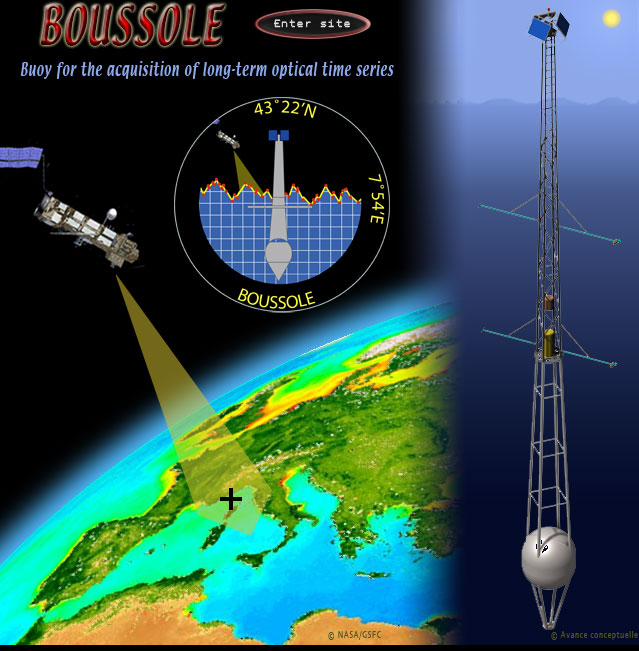 BOUSSOLE
Enter site
Buoy for the acquisition of long-term optical time series
43°22'N
7°54'E
BOUSSOLE
© NASA/GSFC
© Avance conceptuelle